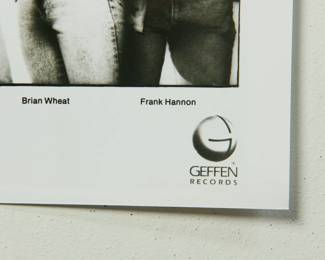 Brian Wheat Frank Hannon
GEFFEN
RECORDS